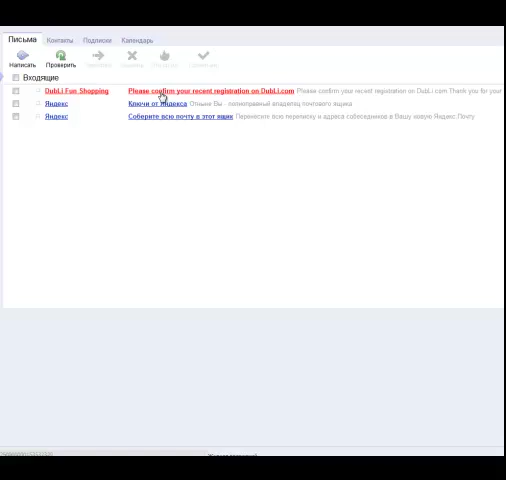 Письма Контакты Подписки Календарь
Написать Проверить
Входящие
DubLi Fun Shopping Please confirm your recent registration on DubLi.com Please confirm your recent registration on DubLi.com Thank you for your
Яндекс Ключи от Яндекса Отныне Вы - полноправный владелец почтового ящика
Яндекс Соберите всю почту в этот ящик Перенесите всю переписку и адреса собеседников в Вашу новую Яндекс.Почту